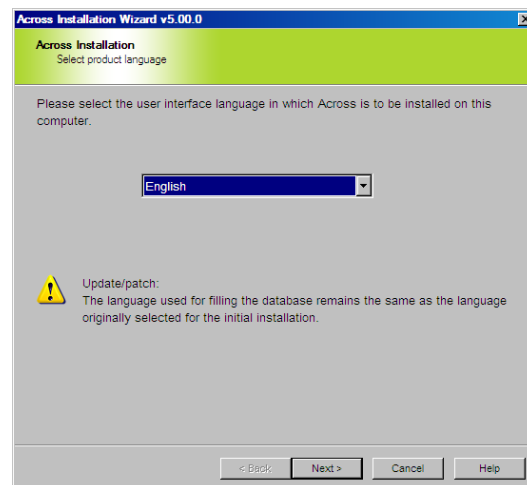 Across Installation Wizard v5.00.0
Across Installation
Select product language
Please select the user interface language in which Across is to be installed on this
computer.
English
Update/patch:
The language used for filling the database remains the same as the language
originally selected for the initial installation.
< Back Next > Cancel Help